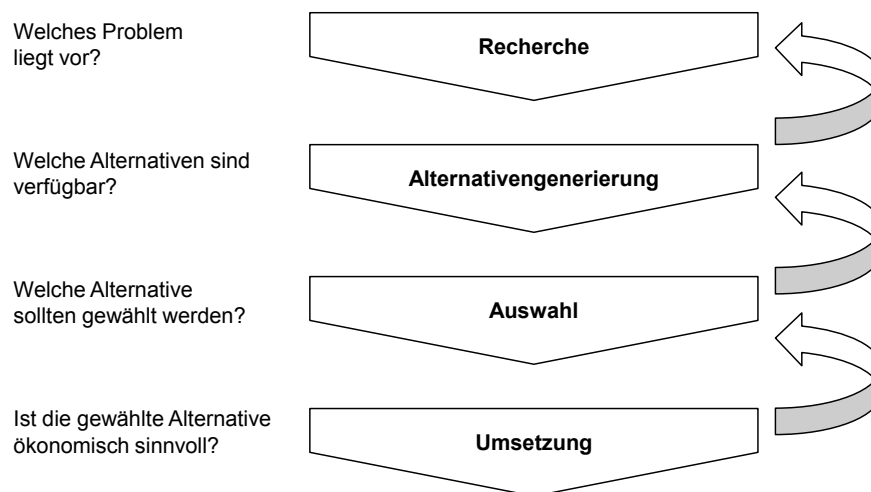 Welches Problem
liegt vor?
Recherche
Welche Alternativen sind
verfügbar?
Alternativengenerierung
Welche Alternative
sollten gewählt werden?
Auswahl
Ist die gewählte Alternative
ökonomisch sinnvoll?
Umsetzung